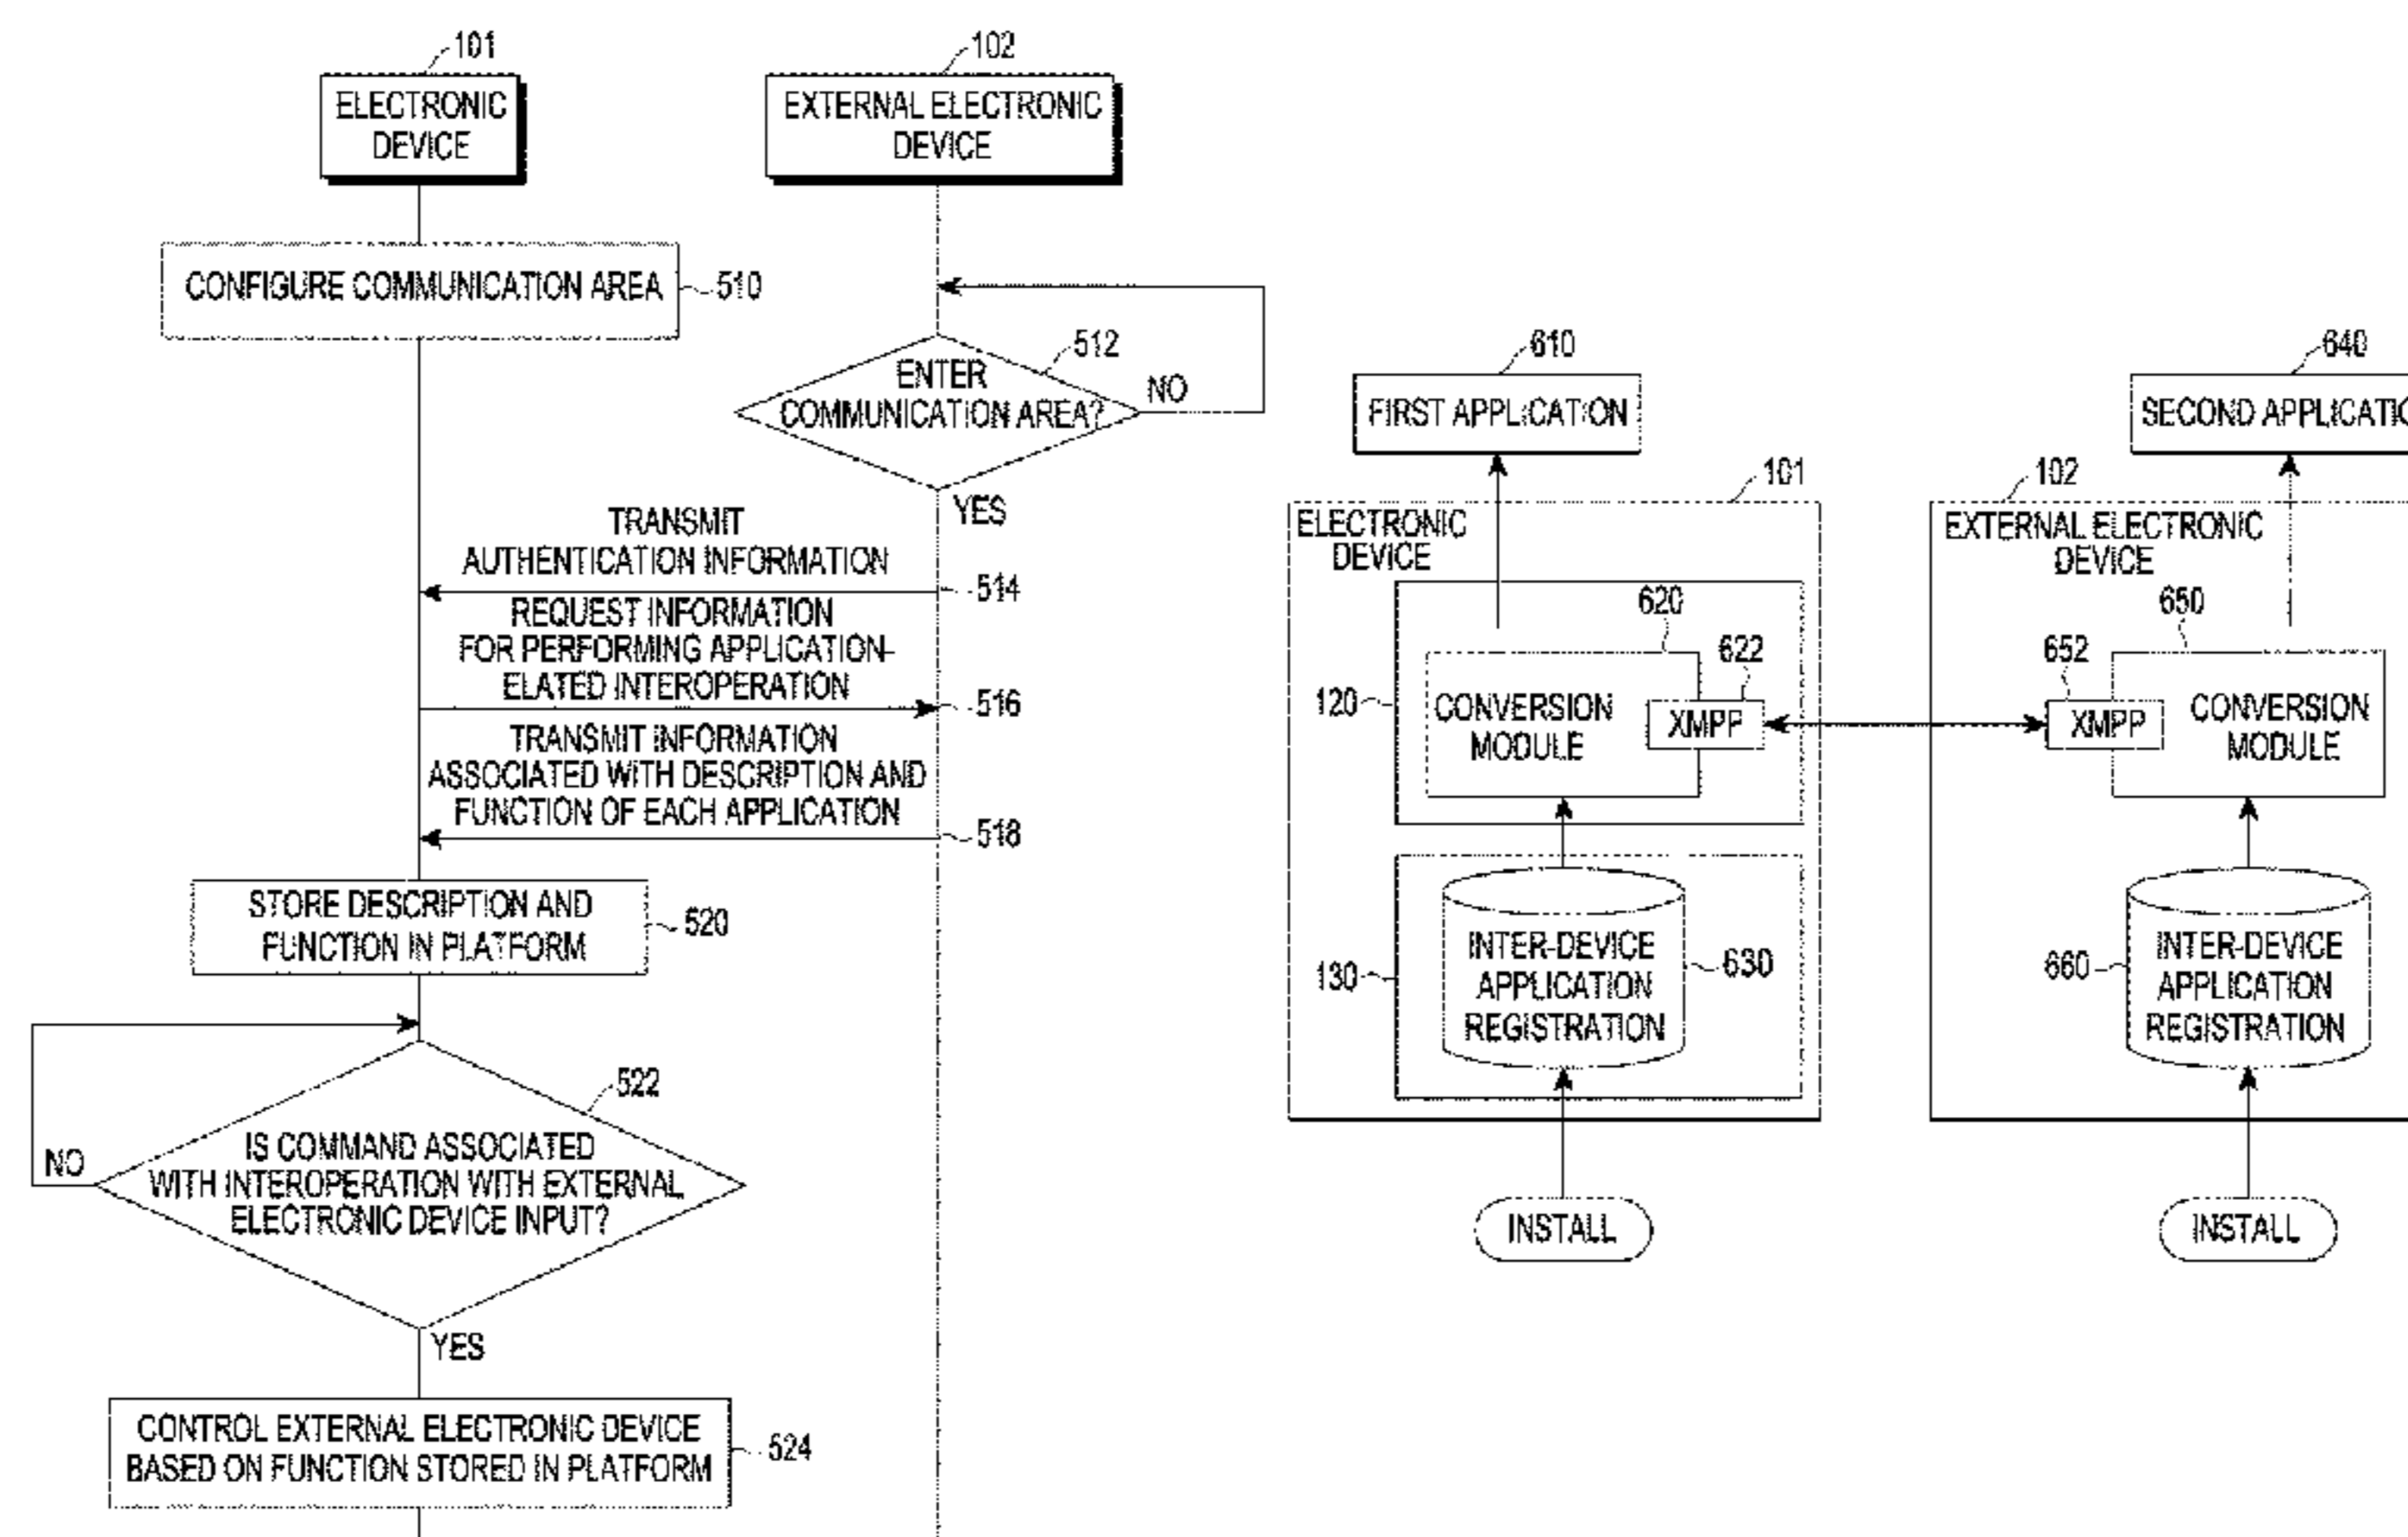 101
ELECTRONIC
DEVICE
102
EXTERNAL ELECTRONIC
DEVICE
CONFIGURE COMMUNICATION AREA
510
512
ENTER
COMMUNICATION AREA?
NO
YES
TRANSMIT
AUTHENTICATION INFORMATION
514
REQUEST INFORMATION
FOR PERFORMING APPLICATION-
ELATED INTEROPERATION
516
TRANSMIT INFORMATION
ASSOCIATED WITH DESCRIPTION AND
FUNCTION OF EACH APPLICATION
518
STORE DESCRIPTION AND
FUNCTION IN PLATFORM
520
522
IS COMMAND ASSOCIATED
WITH INTEROPERATION WITH EXTERNAL
ELECTRONIC DEVICE INPUT?
NO
YES
CONTROL EXTERNAL ELECTRONIC DEVICE
BASED ON FUNCTION STORED IN PLATFORM
524
610
FIRST APPLICATION
101
ELECTRONIC
DEVICE
620
622
120
CONVERSION
MODULE
XMPP
130
INTER-DEVICE
APPLICATION
REGISTRATION
630
INSTALL
640
SECOND APPLICATIO
102
EXTERNAL ELECTRONIC
DEVICE
650
652
XMPP
CONVERSION
MODULE
660
INTER-DEVICE
APPLICATION
REGISTRATION
INSTALL